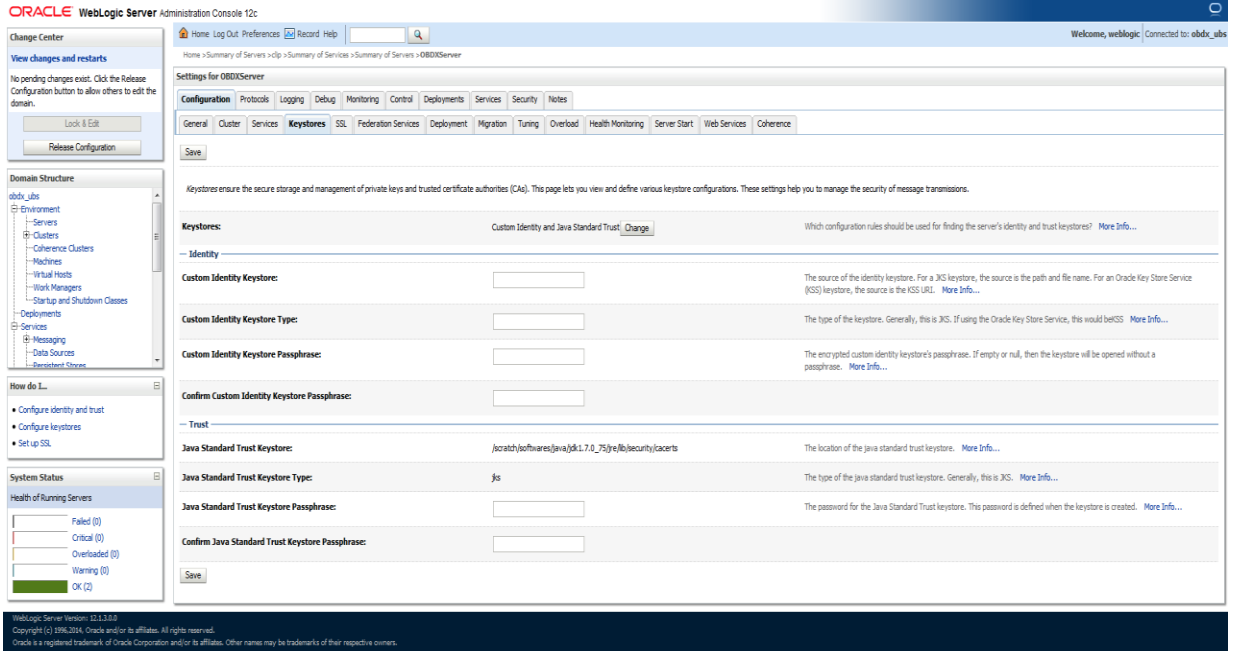 ORACLE WebLogic Server Administration Console 12c
Change Center
View changes and restarts
No pending changes exist. Click the Release
Configuration button to allow others to edit the
domain.
Lock & Edit
Release Configuration
Domain Structure
obdx_ubs
Environment
Servers
Clusters
Coherence Clusters
Machines
Virtual Hosts
Work Managers
Startup and Shutdown Classes
Deployments
Services
Messaging
Data Sources
Persistent Stores
How do I...
Configure identity and trust
Configure keystores
Set up SSL
System Status
Health of Running Servers
Failed (0)
Critical (0)
Overloaded (0)
Warning (0)
OK (2)
Home Log Out Preferences Record Help
Welcome, weblogic Connected to: obdx_ubs
Home >Summary of Servers >clip >Summary of Services >Summary of Servers >OBDXServer
Settings for OBDXServer
Configuration Protocols Logging Debug Monitoring Control Deployments Services Security Notes
General Cluster Services Keystores SSL Federation Services Deployment Migration Tuning Overload Health Monitoring Server Start Web Services Coherence
Save
Keystores ensure the secure storage and management of private keys and trusted certificate authorities (CAs). This page lets you view and define various keystore configurations. These settings help you to manage the security of message transmissions.
Keystores: Custom Identity and Java Standard Trust Change Which configuration rules should be used for finding the server's identity and trust keystores? More Info...
Identity
Custom Identity Keystore: The source of the identity keystore. For a JKS keystore, the source is the path and file name. For an Oracle Key Store Service
(KSS) keystore, the source is the KSS URI. More Info...
Custom Identity Keystore Type: The type of the keystore. Generally, this is JKS. If using the Oracle Key Store Service, this would beKSS More Info...
Custom Identity Keystore Passphrase: The encrypted custom identity keystore's passphrase. If empty or null, then the keystore will be opened without a
passphrase. More Info...
Confirm Custom Identity Keystore Passphrase:
Trust
Java Standard Trust Keystore: /scratch/softwares/java/jdk1.7.0_75/jre/lib/security/cacerts The location of the java standard trust keystore. More Info...
Java Standard Trust Keystore Type: jks The type of the java standard trust keystore. Generally, this is JKS. More Info...
Java Standard Trust Keystore Passphrase: The password for the Java Standard Trust keystore. This password is defined when the keystore is created. More Info...
Confirm Java Standard Trust Keystore Passphrase:
Save
WebLogic Server Version: 12.1.3.0.0
Copyright (c) 1996,2014, Oracle and/or its affiliates. All rights reserved.
Oracle is a registered trademark of Oracle Corporation and/or its affiliates. Other names may be trademarks of their respective owners.